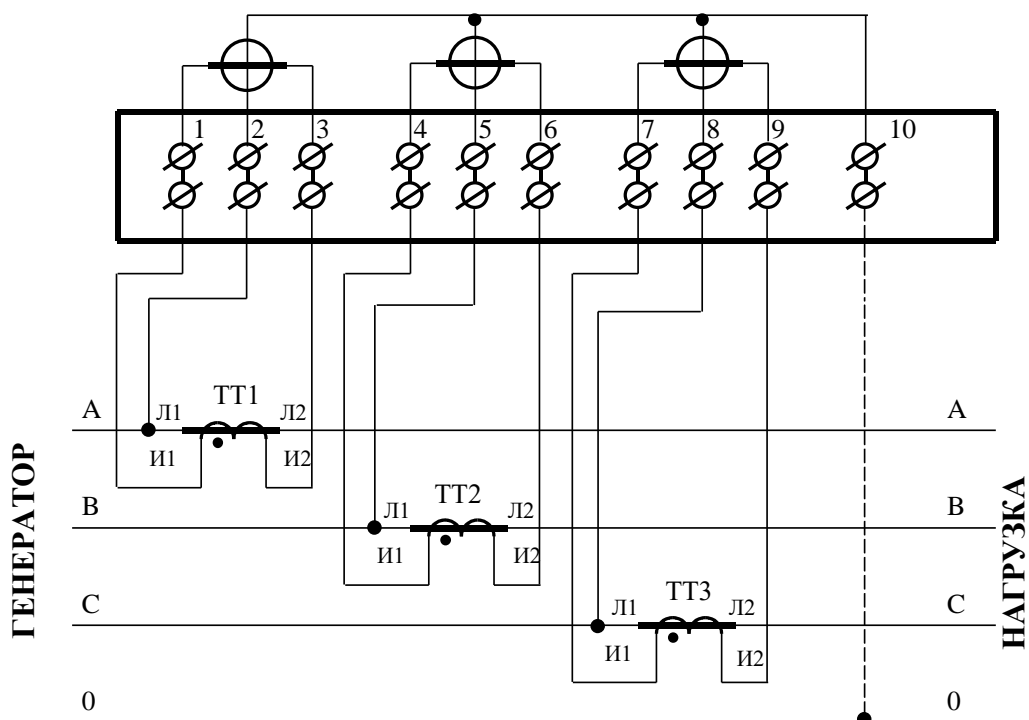 1 2 3 4 5 6 7 8 9 10
ТТ1
А Л1 Л2 А
И1 И2
ТТ2
В Л1 Л2 В
И1 И2
ТТ3
С Л1 Л2 С
И1 И2
0 0
ГЕНЕРАТОР
НАГРУЗКА